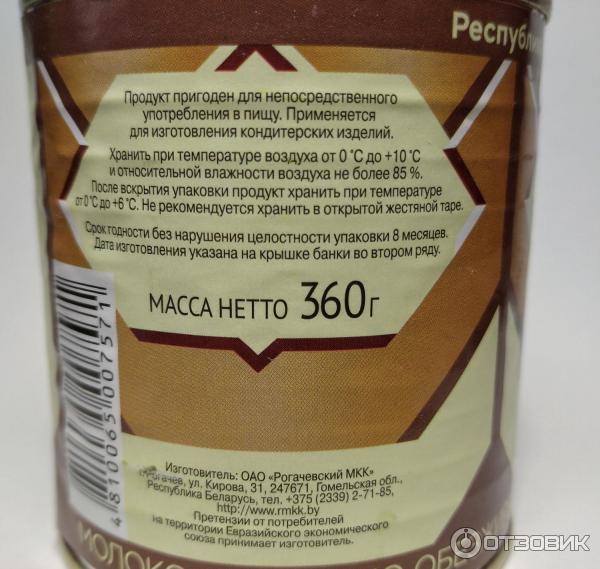 Продукт пригоден для непосредственного
употребления в пищу. Применяется
для изготовления кондитерских изделий.
Хранить при температуре воздуха от 0 °C до +10 °C
и относительной влажности воздуха не более 85 %.
После вскрытия упаковки продукт хранить при температуре
от 0 °C до +6 °C. Не рекомендуется хранить в открытой жестяной таре.
Срок годности без нарушения целостности упаковки 8 месяцев.
Дата изготовления указана на крышке банки во втором ряду.
МАССА НЕТТО 360г
4 810065 007571
Изготовитель: ОАО «Рогачевский МКК»
г. Рогачев, ул. Кирова, 31, 247671, Гомельская обл.,
Республика Беларусь, тел. +375 (2339) 2-71-85,
http://www.rmkk.by
Претензии от потребителей
на территории Евразийского экономического
союза принимает изготовитель.
ОТЗОВИК